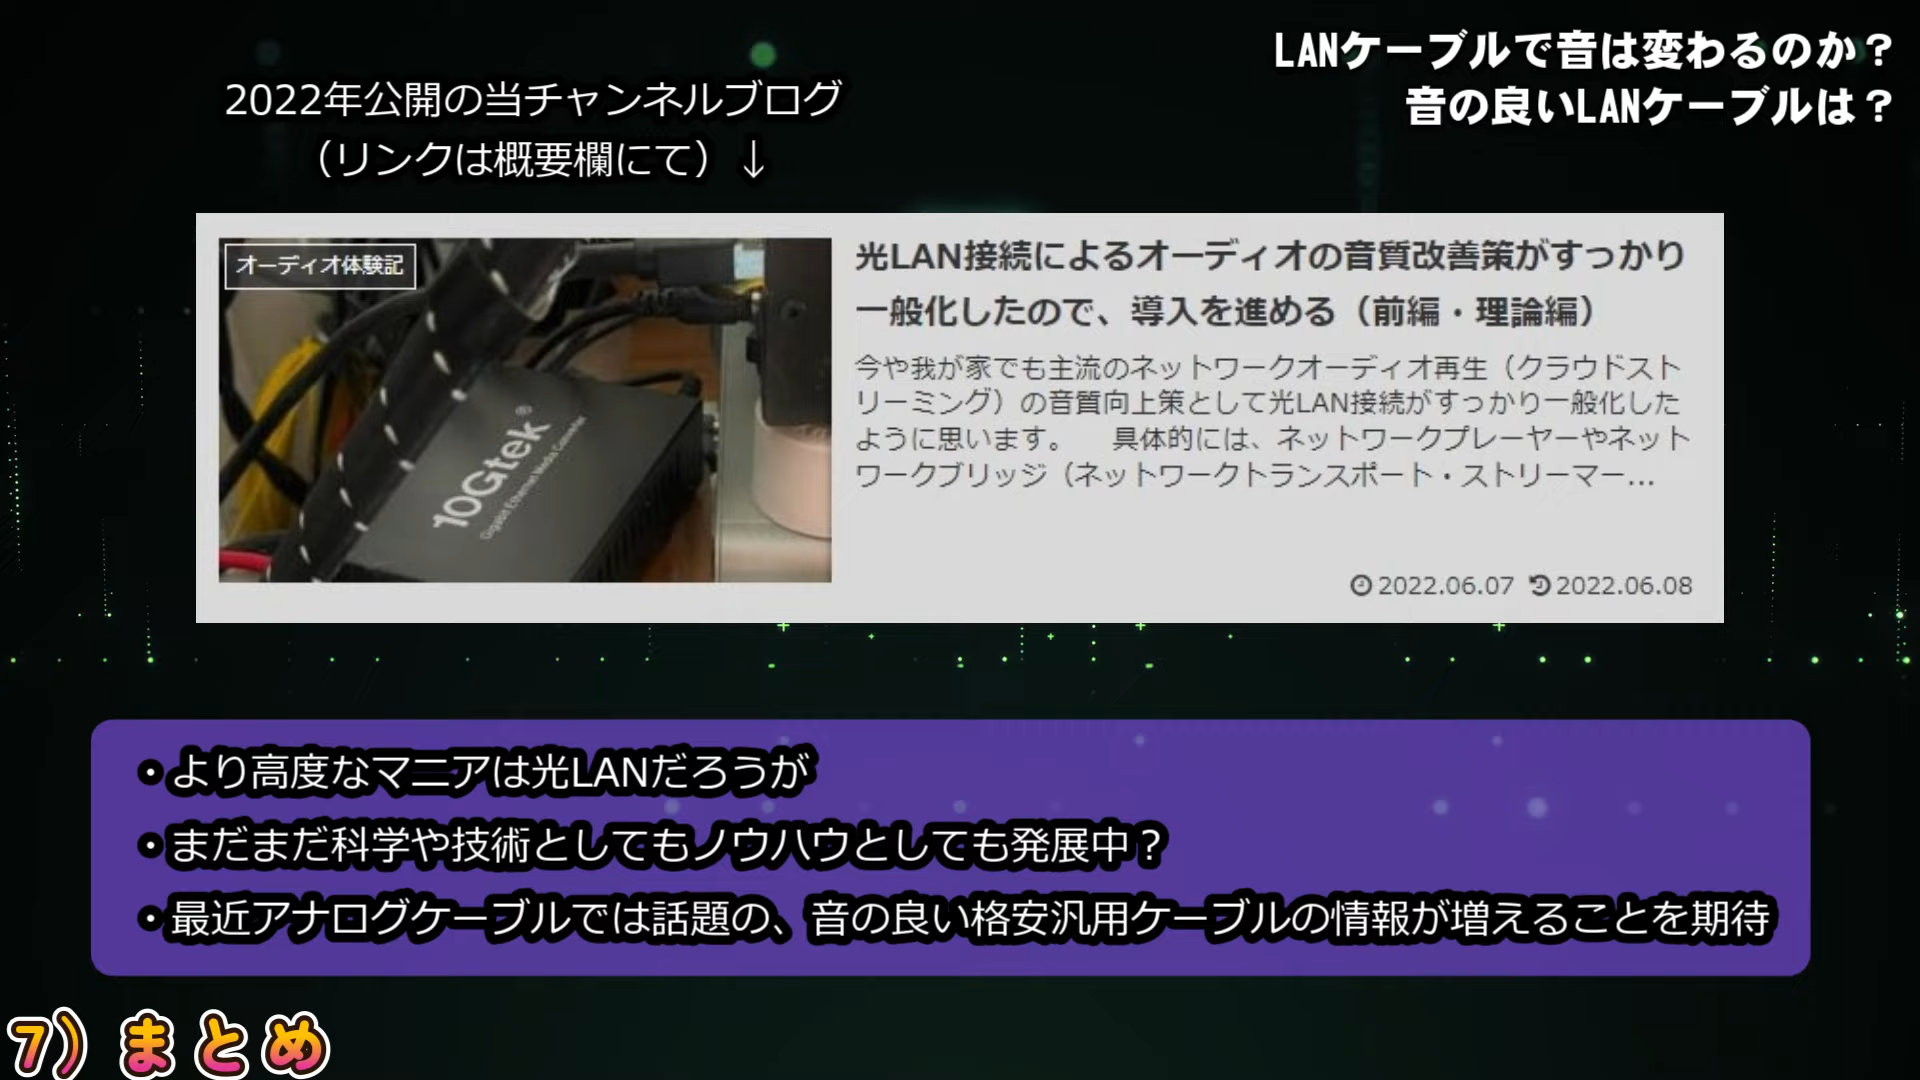 LANケーブルで音は変わるのか？
音の良いLANケーブルは？
2022年公開の当チャンネルブログ
（リンクは概要欄にて）↓
オーディオ体験記
10Gtek®
Gigabit Ethernet Media Converter
光LAN接続によるオーディオの音質改善策がすっかり
一般化したので、導入を進める（前編・理論編）
今や我が家でも主流のネットワークオーディオ再生（クラウドスト
リーミング）の音質向上策として光LAN接続がすっかり一般化した
ように思います。　具体的には、ネットワークプレーヤーやネット
ワークブリッジ（ネットワークトランスポート・ストリーマー...
2022.06.07 2022.06.08
・より高度なマニアは光LANだろうが
・まだまだ科学や技術としてもノウハウとしても発展中？
・最近アナログケーブルでは話題の、音の良い格安汎用ケーブルの情報が増えることを期待
7）まとめ